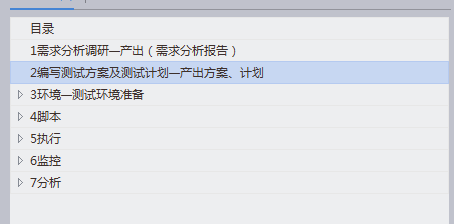 目录
1需求分析调研—产出（需求分析报告）
2编写测试方案及测试计划—产出方案、计划
3环境—测试环境准备
4脚本
5执行
6监控
7分析